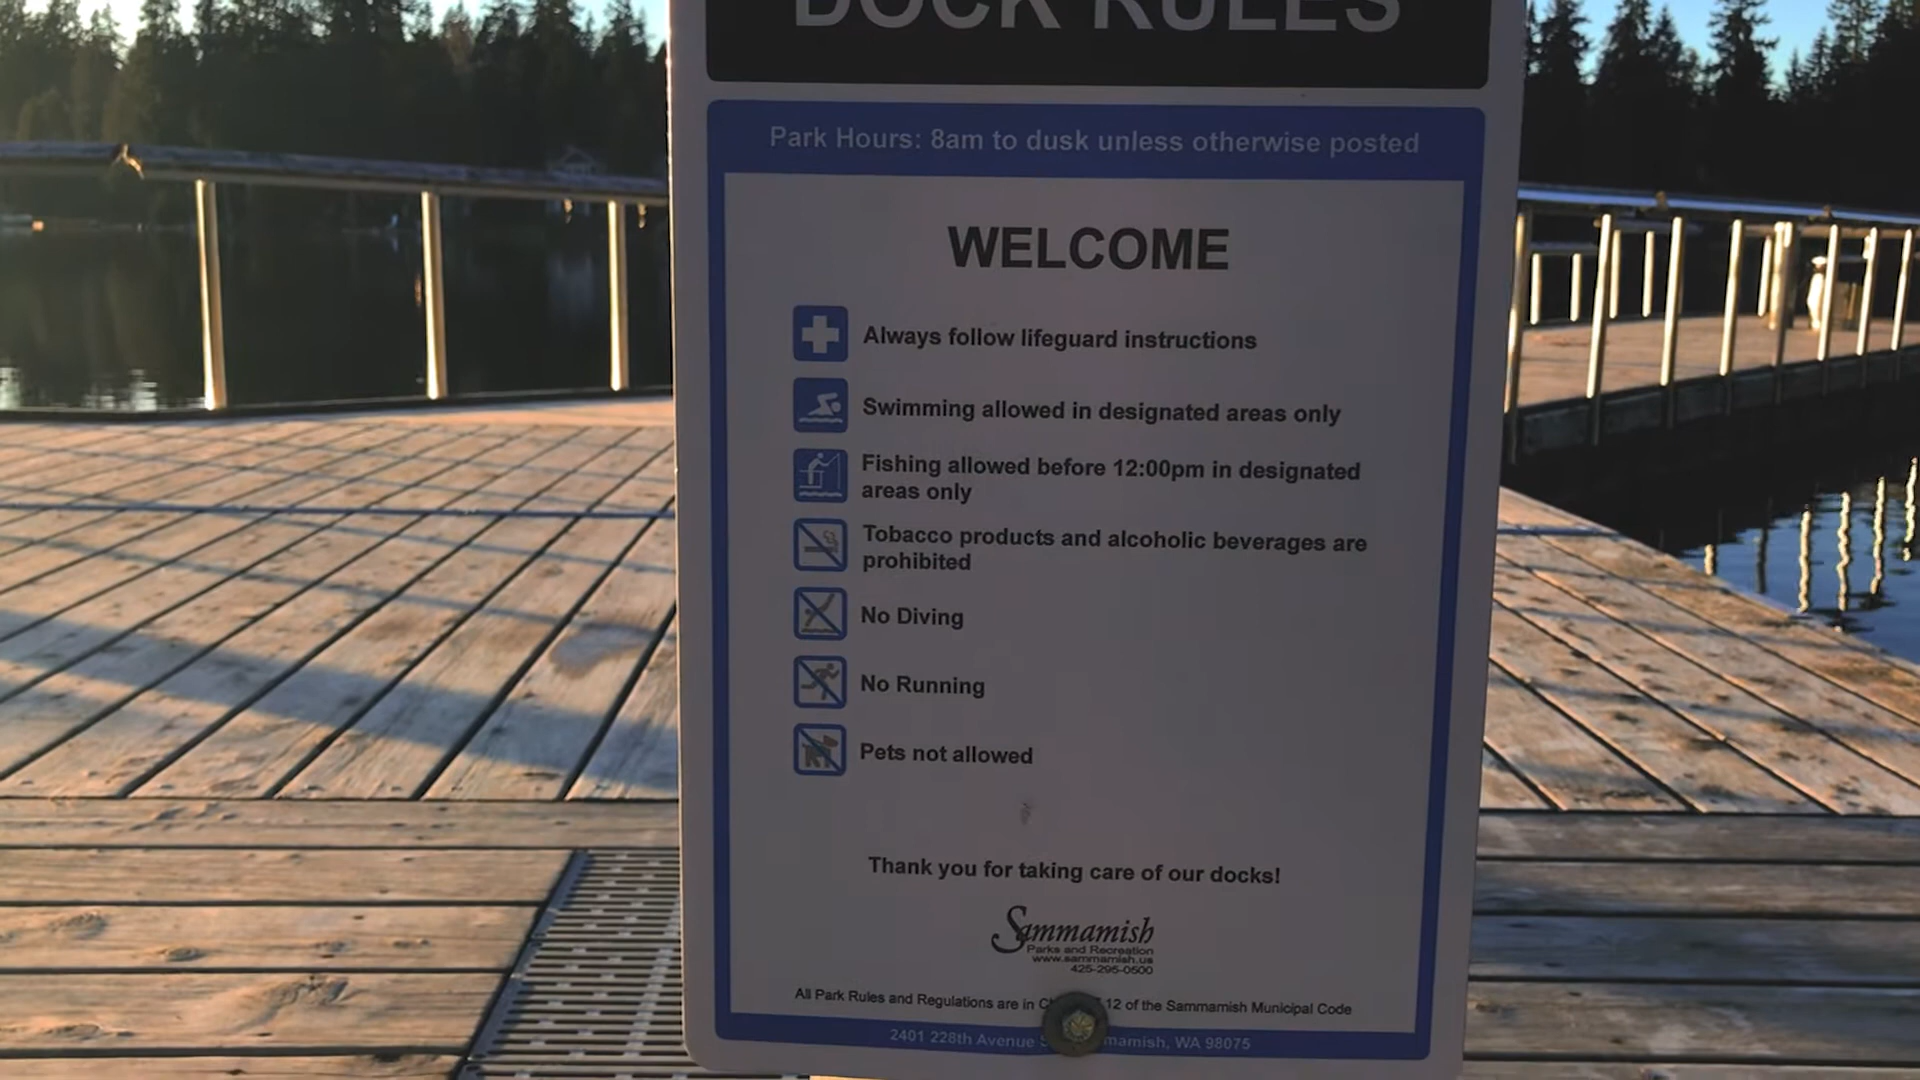 DOCK RULES
Park Hours: 8am to dusk unless otherwise posted
WELCOME
Always follow lifeguard instructions
Swimming allowed in designated areas only
Fishing allowed before 12:00pm in designated
areas only
Tobacco products and alcoholic beverages are
prohibited
No Diving
No Running
Pets not allowed
Thank you for taking care of our docks!
Sammamish
Parks and Recreation
www.sammamish.us
425-295-0500
All Park Rules and Regulations are in 12 of the Sammamish Municipal Code
2401 228th Avenue WA 98075